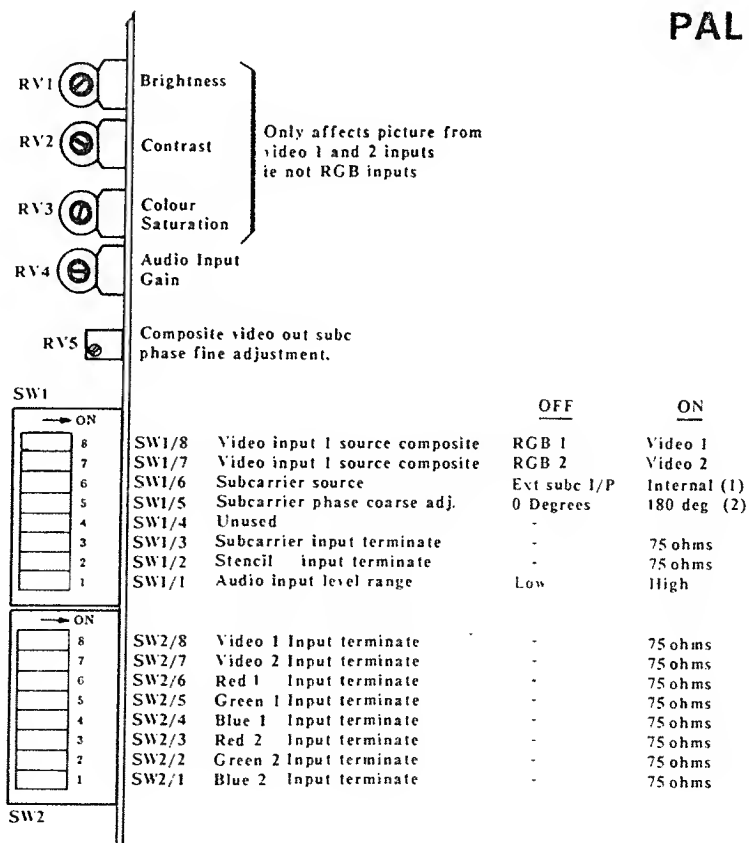 PAL
RV1 Brightness
RV2 Contrast
Only affects picture from
video 1 and 2 inputs
ie not RGB inputs
RV3 Colour
Saturation
RV4 Audio Input
Gain
RV5 Composite video out subc
phase fine adjustment.
SW1
OFF ON
→ ON
8 SW1/8 Video input 1 source composite RGB 1 Video 1
7 SW1/7 Video input 1 source composite RGB 2 Video 2
6 SW1/6 Subcarrier source Ext subc I/P Internal (1)
5 SW1/5 Subcarrier phase coarse adj. 0 Degrees 180 deg (2)
4 SW1/4 Unused -
3 SW1/3 Subcarrier input terminate - 75 ohms
2 SW1/2 Stencil input terminate - 75 ohms
1 SW1/1 Audio input level range Low High
→ ON
8 SW2/8 Video 1 Input terminate - 75 ohms
7 SW2/7 Video 2 Input terminate - 75 ohms
6 SW2/6 Red 1 Input terminate - 75 ohms
5 SW2/5 Green 1 Input terminate - 75 ohms
4 SW2/4 Blue 1 Input terminate - 75 ohms
3 SW2/3 Red 2 Input terminate - 75 ohms
2 SW2/2 Green 2 Input terminate - 75 ohms
1 SW2/1 Blue 2 Input terminate - 75 ohms
SW2